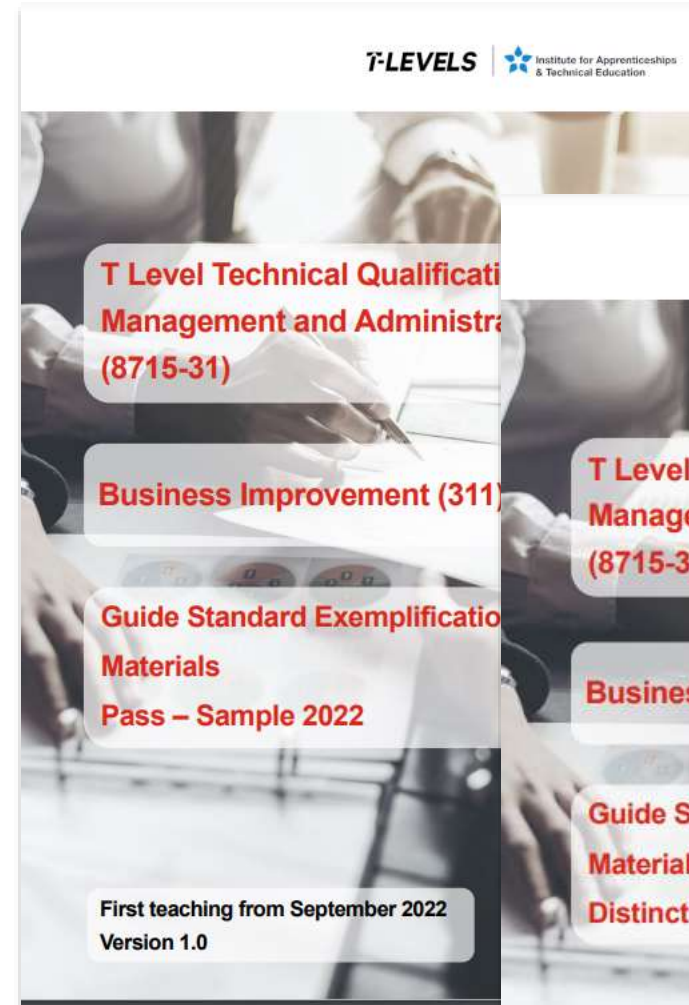 T-LEVELS
Institute for Apprenticeships
& Technical Education
T Level Technical Qualificati
Management and Administra
(8715-31)
Business Improvement (311)
Guide Standard Exemplificatio
Materials
Pass – Sample 2022
First teaching from September 2022
Version 1.0
T Level
Manage
(8715-3
Busines
Guide S
Material
Distinct